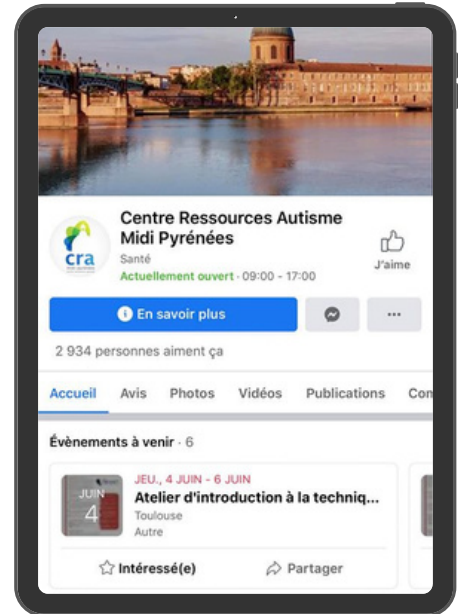 Centre Ressources Autisme
Midi Pyrénées
Santé
Actuellement ouvert · 09:00 - 17:00
J'aime
cra
En savoir plus
2 934 personnes aiment ça
Accueil Avis Photos Vidéos Publications Con
Évènements à venir · 6
JUIN
4
JEU., 4 JUIN - 6 JUIN
Atelier d'introduction à la techniq...
Toulouse
Autre
Intéressé(e) Partager